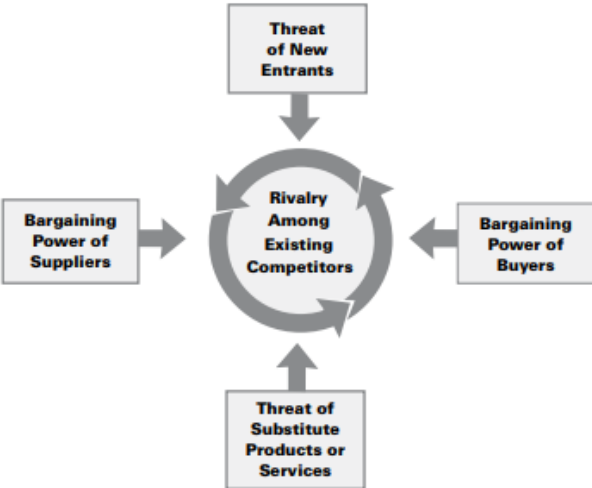 Threat
of New
Entrants
Bargaining
Power of
Suppliers
Rivalry
Among
Existing
Competitors
Bargaining
Power of
Buyers
Threat of
Substitute
Products or
Services